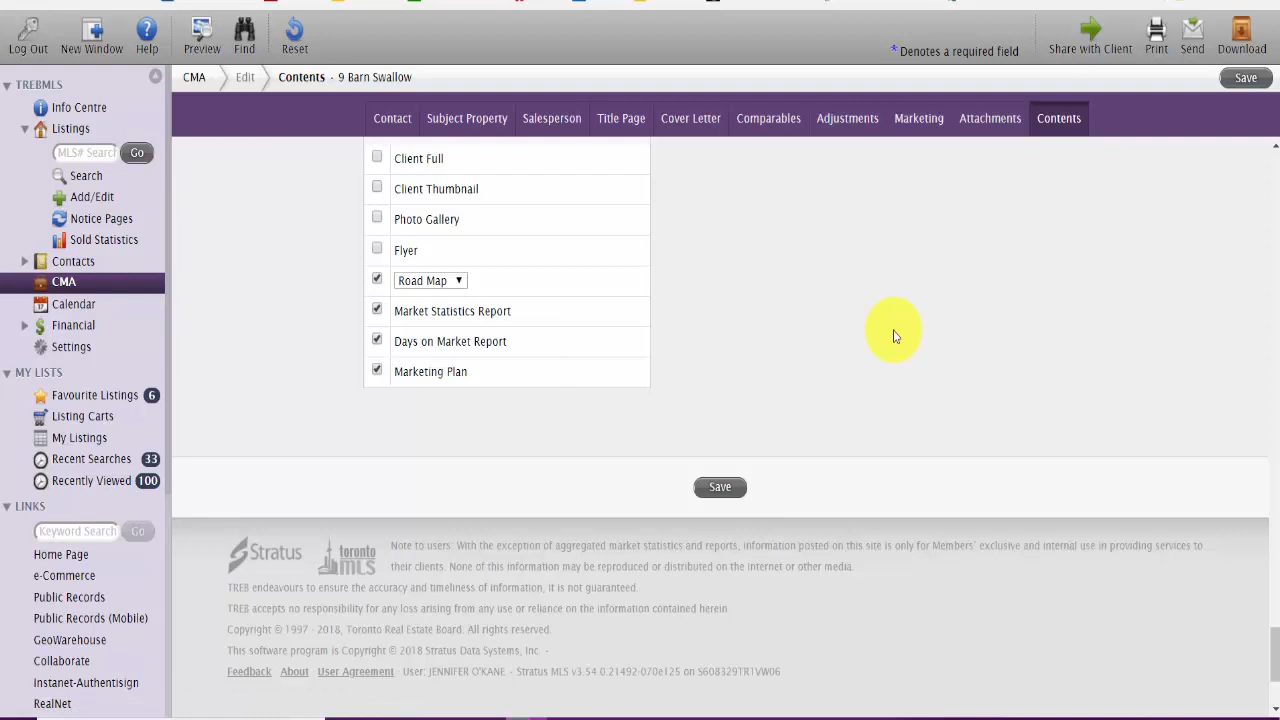 Log Out New Window Help Preview Find Reset * Denotes a required field Share with Client Print Send Download
CMA Edit Contents - 9 Barn Swallow Save
Contact Subject Property Salesperson Title Page Cover Letter Comparables Adjustments Marketing Attachments Contents
TREBMLS
Info Centre
Listings
MLS# Search Go
Search
Add/Edit
Notice Pages
Sold Statistics
Contacts
CMA
Calendar
Financial
Settings
MY LISTS
Favourite Listings 6
Listing Carts
My Listings
Recent Searches 33
Recently Viewed 100
LINKS
Keyword Search Go
Home Page
e-Commerce
Public Records
Public Records (Mobile)
GeoWarehouse
Collaborate
Instanet-Authentisign
RealNet
Client Full
Client Thumbnail
Photo Gallery
Flyer
Road Map
Market Statistics Report
Days on Market Report
Marketing Plan
Save
Stratus toronto MLS
Note to users: With the exception of aggregated market statistics and reports, information posted on this site is only for Members' exclusive and internal use in providing services to
their clients. None of this information may be reproduced or distributed on the internet or other media.
TREB endeavours to ensure the accuracy and timeliness of information, it is not guaranteed.
TREB accepts no responsibility for any loss arising from any use or reliance on the information contained herein
Copyright © 1997 - 2018, Toronto Real Estate Board. All rights reserved.
This software program is Copyright © 2018 Stratus Data Systems, Inc. -
Feedback About User Agreement - User: JENNIFER O'KANE - Stratus MLS v3.54.0.21492-070e125 on S608329TR1VW06